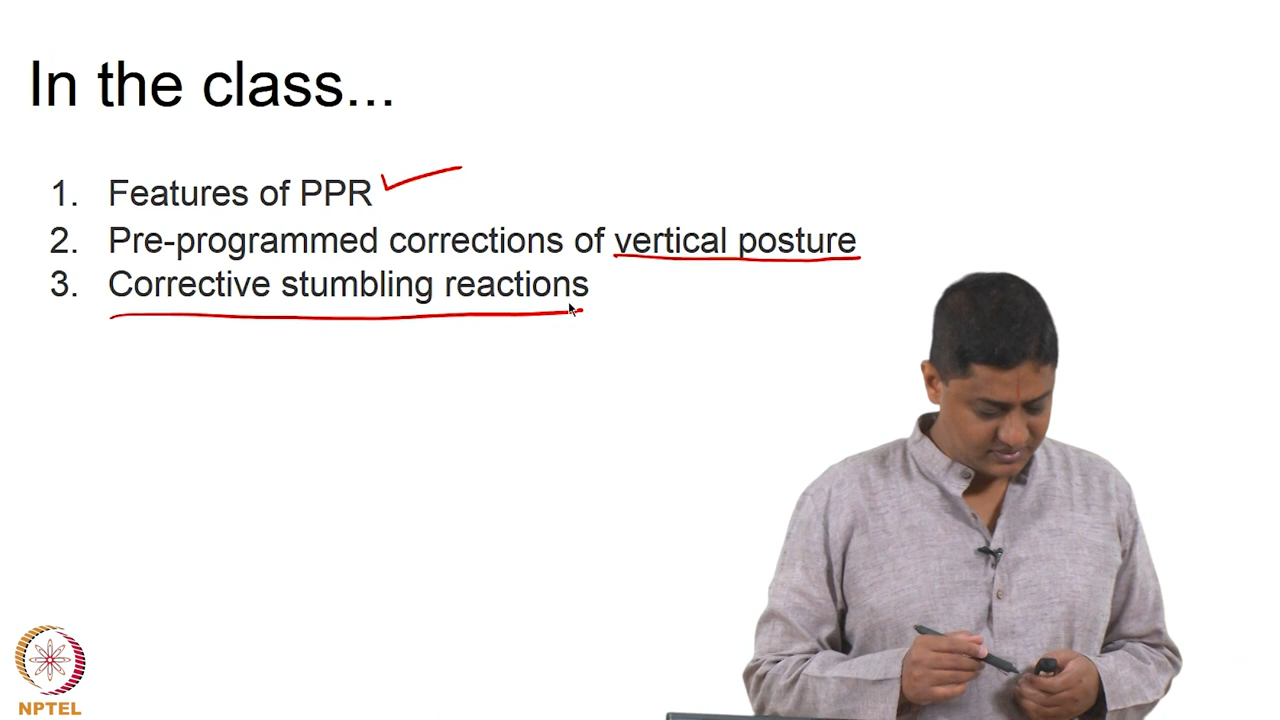 In the class...
1. Features of PPR
2. Pre-programmed corrections of vertical posture
3. Corrective stumbling reactions
NPTEL